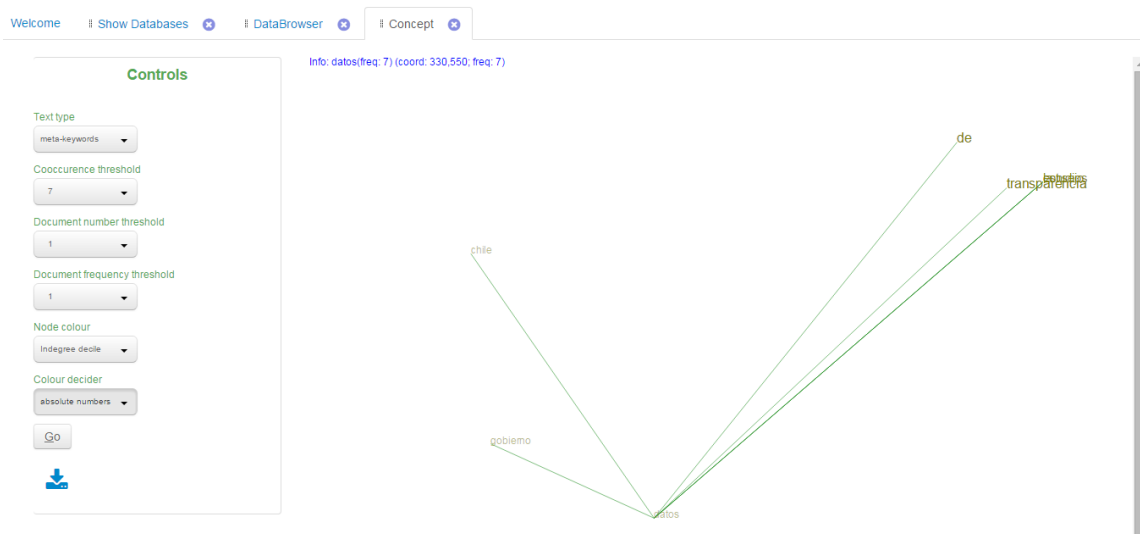 Welcome
Show Databases
DataBrowser
Concept
Controls
Text type
meta-keywords
Cooccurence threshold
7
Document number threshold
1
Document frequency threshold
1
Node colour
Indegree decile
Colour decider
absolute numbers
Go
Info: datos(freq: 7) (coord: 330,550; freq: 7)
de
transparencia
chile
gobierno
datos